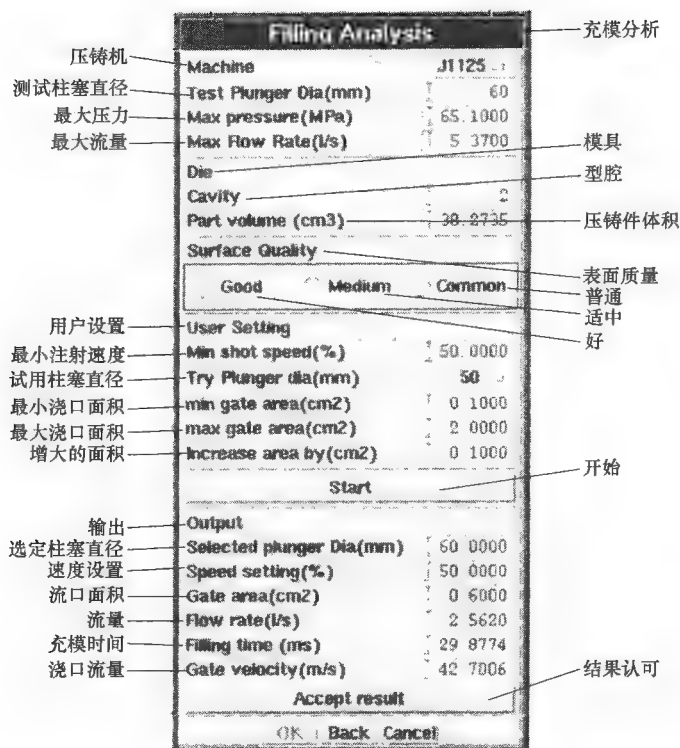 Filling Analysis
充模分析
压铸机
Machine
J1125
测试柱塞直径
Test Plunger Dia(mm)
60
最大压力
Max pressure(MPa)
65.1000
最大流量
Max Flow Rate(l/s)
5 3700
Die
模具
Cavity
2
型腔
Part volume (cm3)
38.2735
压铸件体积
Surface Quality
表面质量
Good
Medium
Common
普通
适中
好
用户设置
User Setting
最小注射速度
Min shot speed(%)
50.0000
试用柱塞直径
Try Plunger dia(mm)
50
最小浇口面积
min gate area(cm2)
0 1000
最大浇口面积
max gate area(cm2)
2 0000
增大的面积
Increase area by(cm2)
0 1000
Start
开始
输出
Output
选定柱塞直径
Selected plunger Dia(mm)
60 0000
速度设置
Speed setting(%)
50 0000
流口面积
Gate area(cm2)
0 6000
流量
Flow rate(l/s)
2 5620
充模时间
Filling time (ms)
29 8774
浇口流量
Gate velocity(m/s)
42 7006
Accept result
结果认可
OK Back Cancel